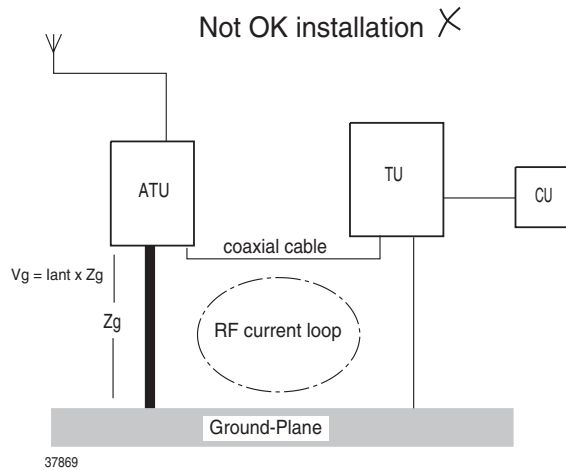 Not OK installation X
ATU
TU
CU
coaxial cable
Vg = Iant x Zg
Zg
RF current loop
Ground-Plane
37869